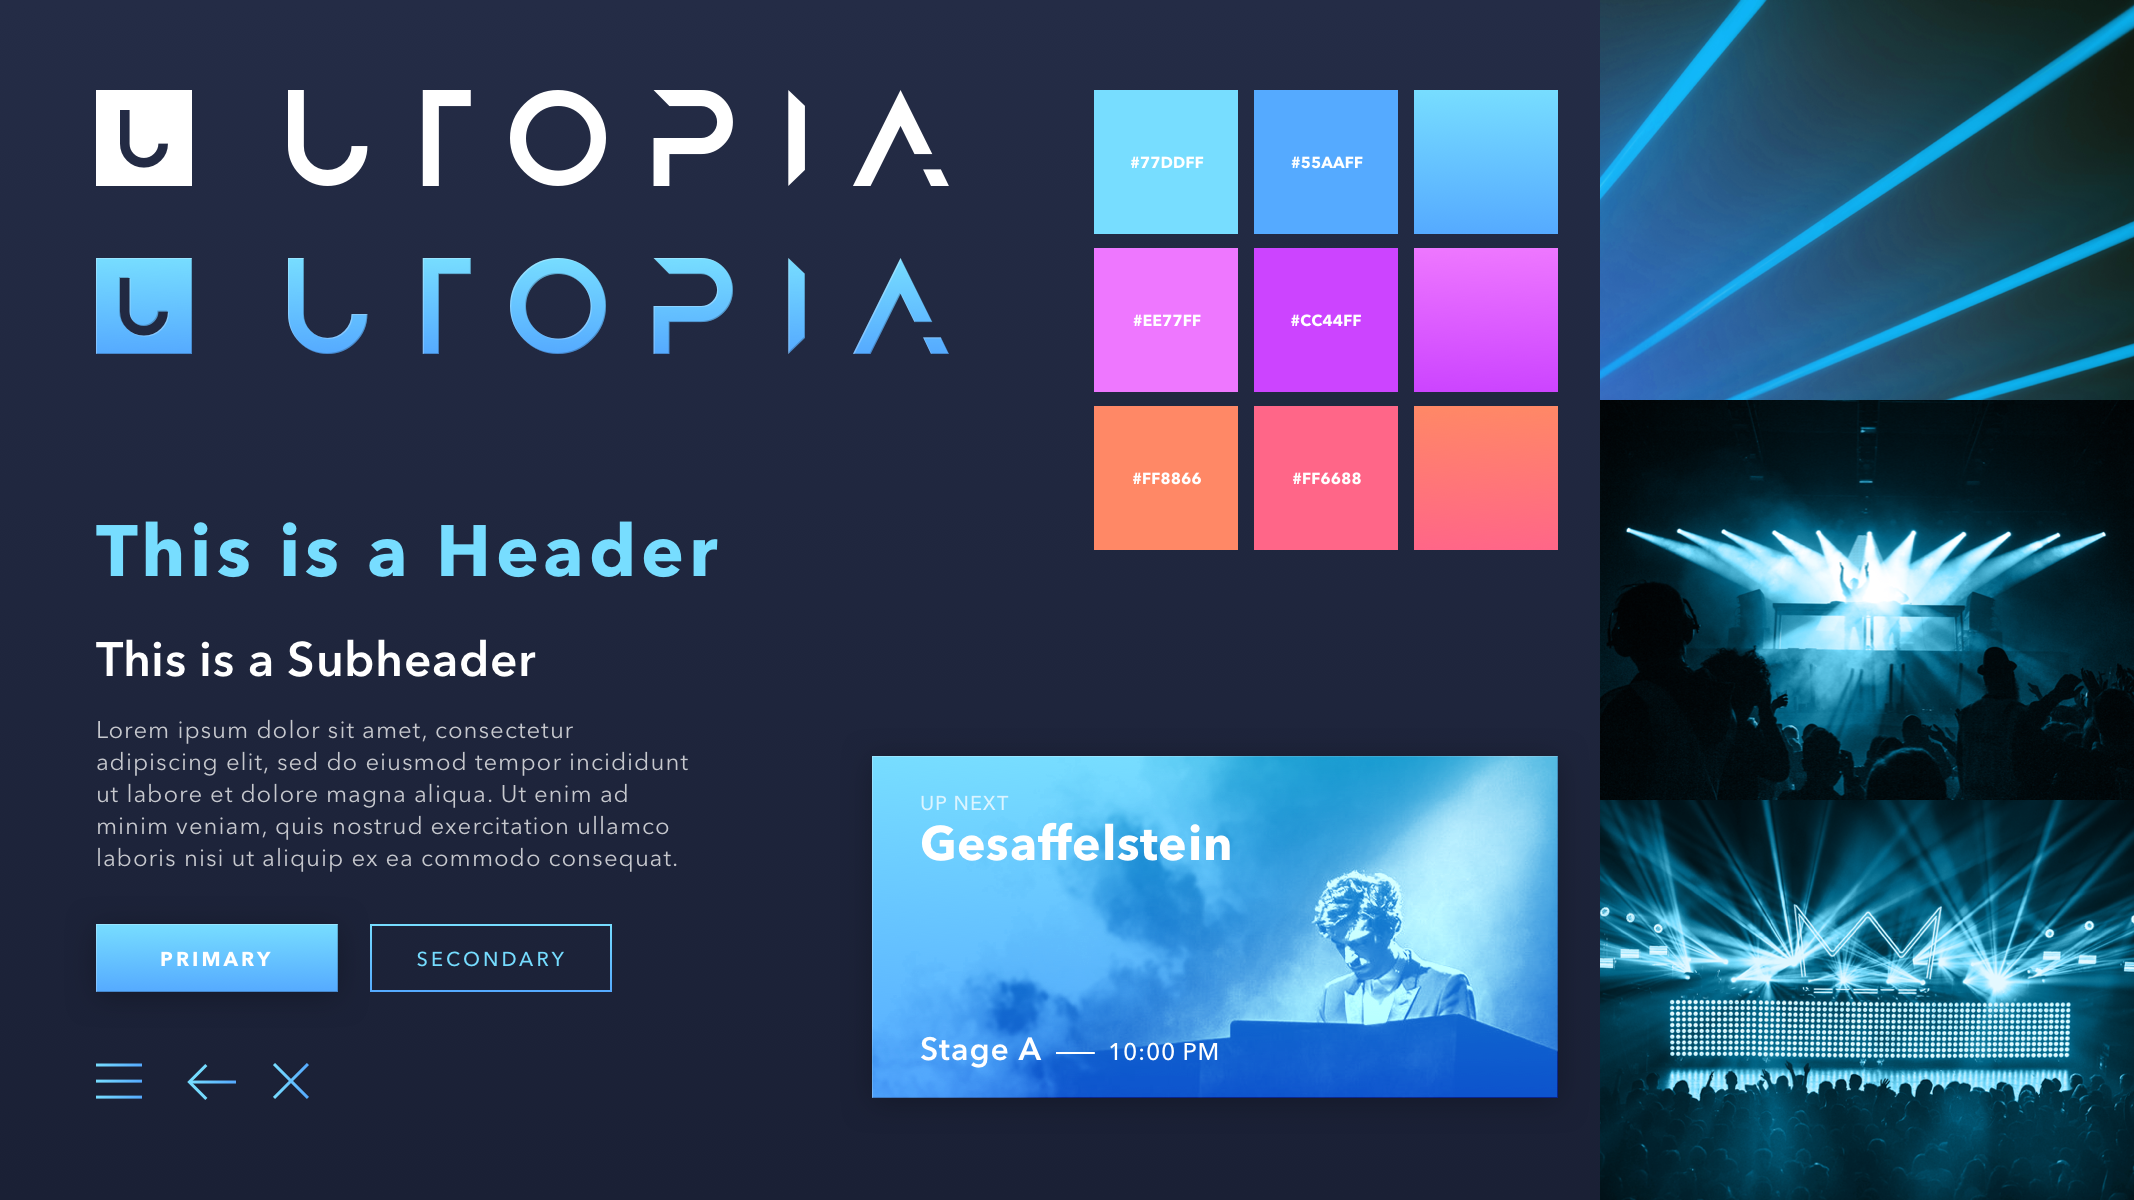 U UTOPIA
U UTOPIA
#77DDFF #55AAFF
#EE77FF #CC44FF
#FF8866 #FF6688
This is a Header
This is a Subheader
Lorem ipsum dolor sit amet, consectetur
adipiscing elit, sed do eiusmod tempor incididunt
ut labore et dolore magna aliqua. Ut enim ad
minim veniam, quis nostrud exercitation ullamco
laboris nisi ut aliquip ex ea commodo consequat.
PRIMARY SECONDARY
UP NEXT
Gesaffelstein
Stage A — 10:00 PM